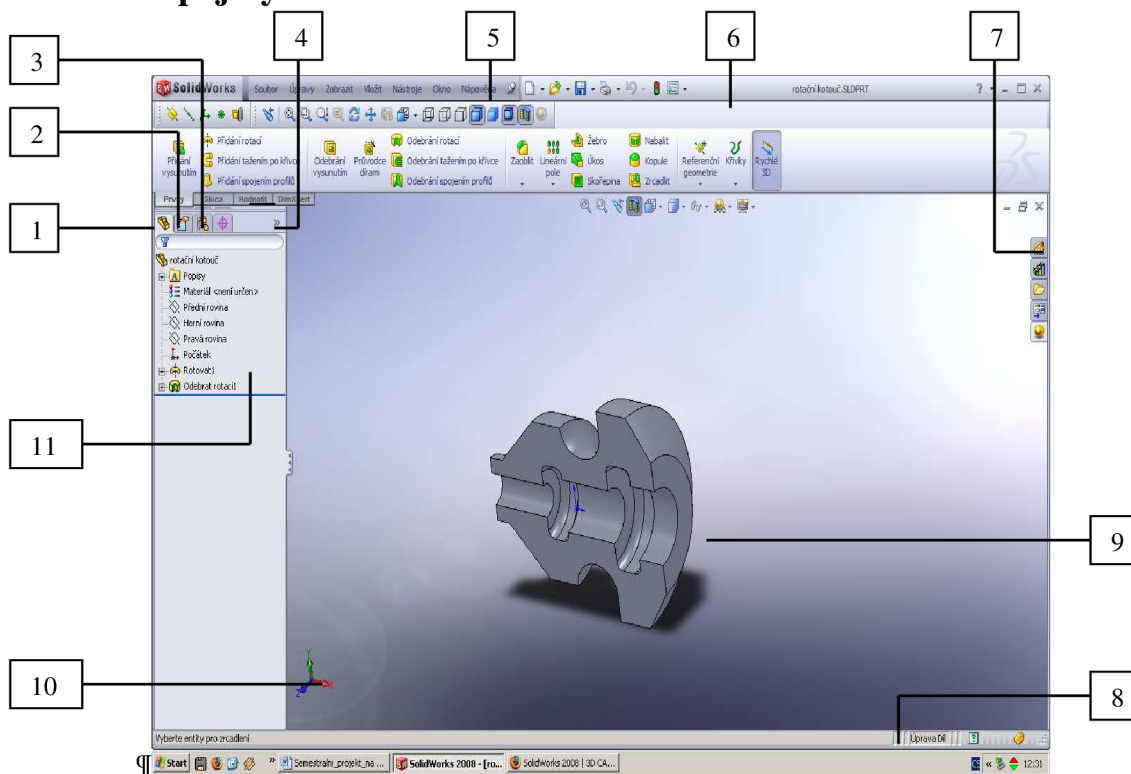 3
4
5
6
7
SolidWorks Soubor Úpravy Zobrazit Vložit Nástroje Okno Nápověda rotační kotouč.SLDPRT ?
2
Přidání vysunutím
Přidání rotací
Přidání tažením po křivce
Přidání spojením profilů
Odebrání vysunutím
Průvodce dírami
Odebrání rotací
Odebrání tažením po křivce
Odebrání spojením profilů
Zaoblit
Lineární pole
Žebro
Úkos
Skořepina
Nabalit
Kopule
Zrcadlit
Referenční geometrie
Křivky
Rychlé 3D
Prvky Skica Hodnotit DimXpert
1
»
rotační kotouč
A Popisy
Materiál <není určen>
Přední rovina
Horní rovina
Pravá rovina
Počátek
Rotovat1
Odebrat rotací1
11
9
10
Y
X
Z
8
Vyberte entity pro zrcadlení Úprava Díl ?
¶ Start » Semestralni_projekt_na ... SolidWorks 2008 - [ro... SolidWorks 2008 | 3D CA... CS « 12:31